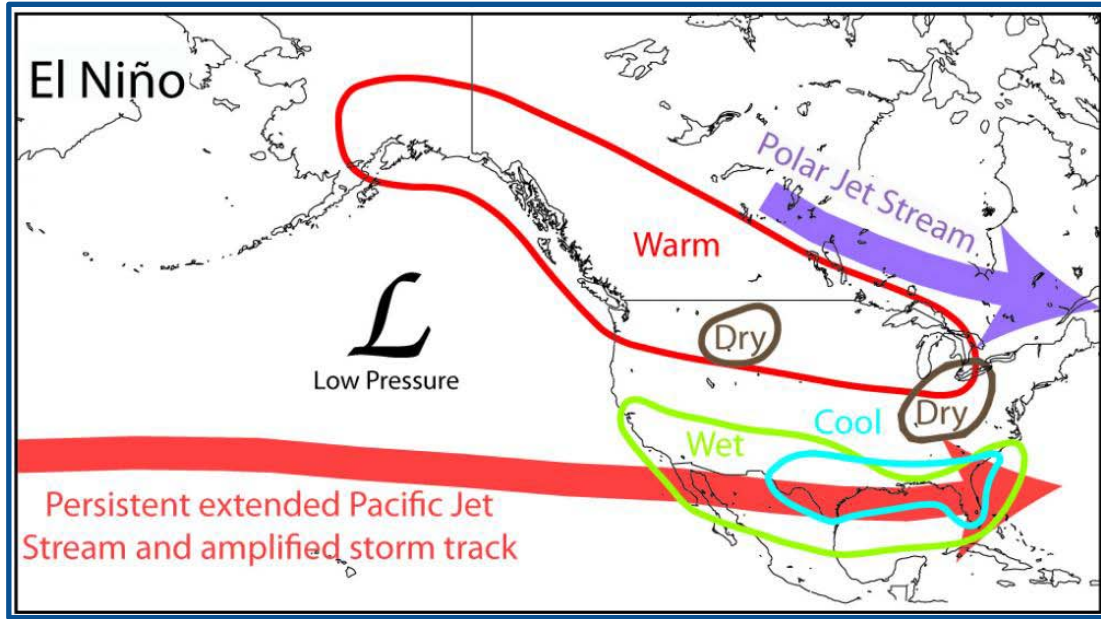 El Niño
Polar Jet Stream
Warm
Dry
L
Low Pressure
Dry
Cool
Wet
Persistent extended Pacific Jet
Stream and amplified storm track